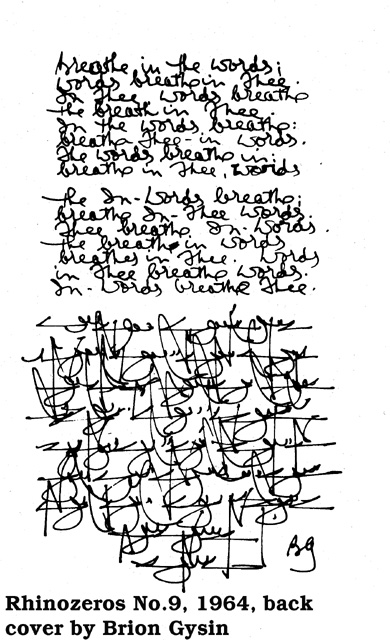 breathe in the words;
words breathe in Thee.
In Thee words breathe
the breath in Thee.
In the words breathe:
breathe Thee-in words.
The words breathe in;
breathe in Thee, words
the In-Words breathe;
breathe In-Thee words.
Thee breathe In-Words.
the breathe in words
breathes in Thee. Words
in Thee breathe words.
In-Words breathe Thee.
BG
Rhinozeros No.9, 1964, back
cover by Brion Gysin